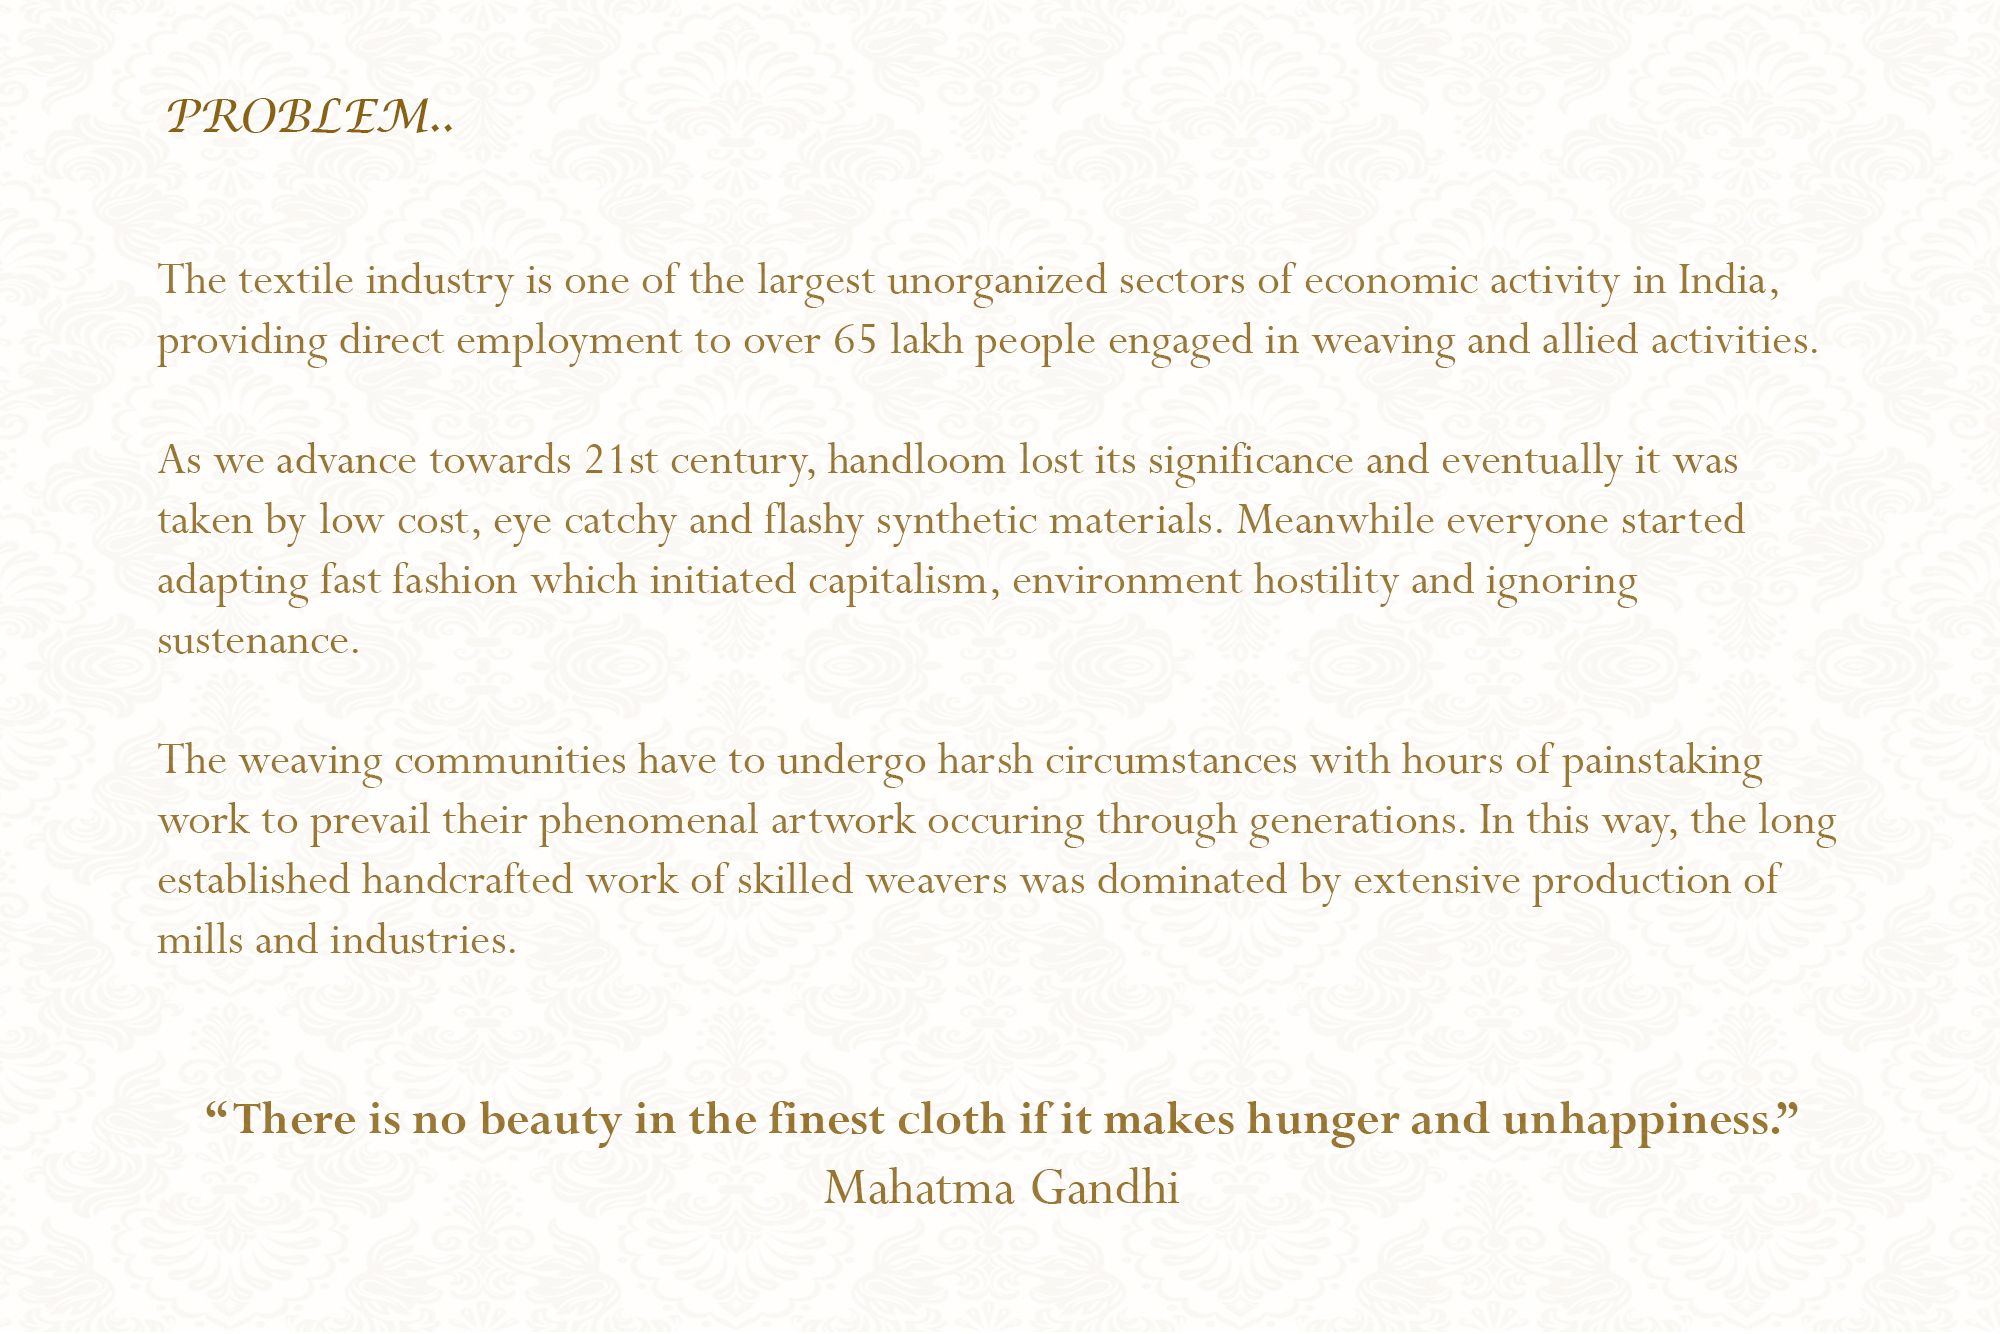 PROBLEM..
The textile industry is one of the largest unorganized sectors of economic activity in India,
providing direct employment to over 65 lakh people engaged in weaving and allied activities.
As we advance towards 21st century, handloom lost its significance and eventually it was
taken by low cost, eye catchy and flashy synthetic materials. Meanwhile everyone started
adapting fast fashion which initiated capitalism, environment hostility and ignoring
sustenance.
The weaving communities have to undergo harsh circumstances with hours of painstaking
work to prevail their phenomenal artwork occuring through generations. In this way, the long
established handcrafted work of skilled weavers was dominated by extensive production of
mills and industries.
“There is no beauty in the finest cloth if it makes hunger and unhappiness.”
Mahatma Gandhi